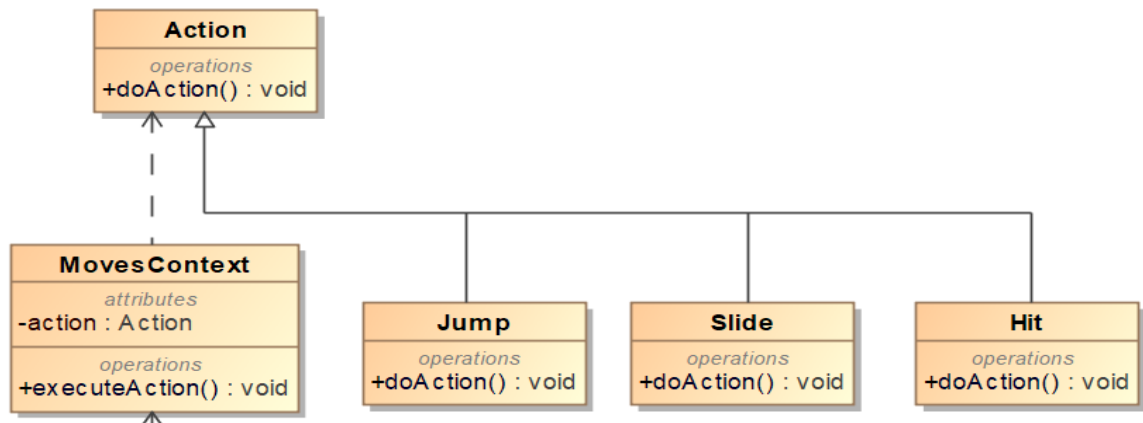 Action
operations
+doAction() : void
MovesContext
attributes
-action : Action
operations
+executeAction() : void
Jump
operations
+doAction() : void
Slide
operations
+doAction() : void
Hit
operations
+doAction() : void